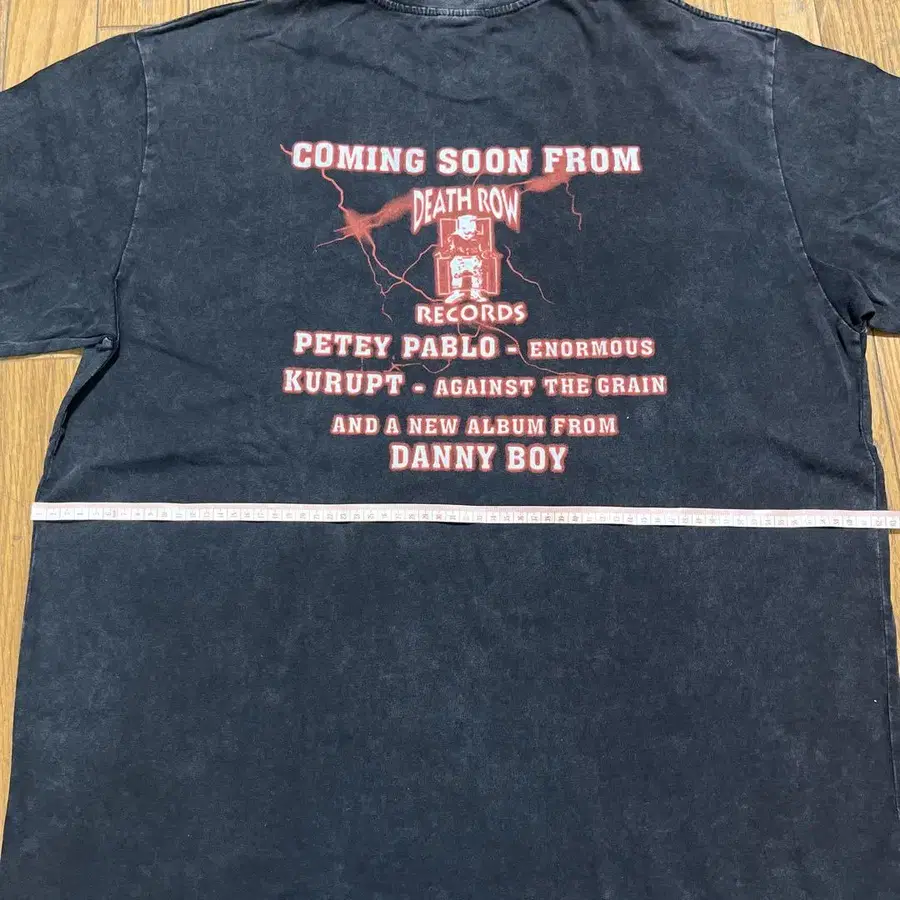 COMING SOON FROM
DEATH ROW
RECORDS
PETEY PABLO - ENORMOUS
KURUPT - AGAINST THE GRAIN
AND A NEW ALBUM FROM
DANNY BOY